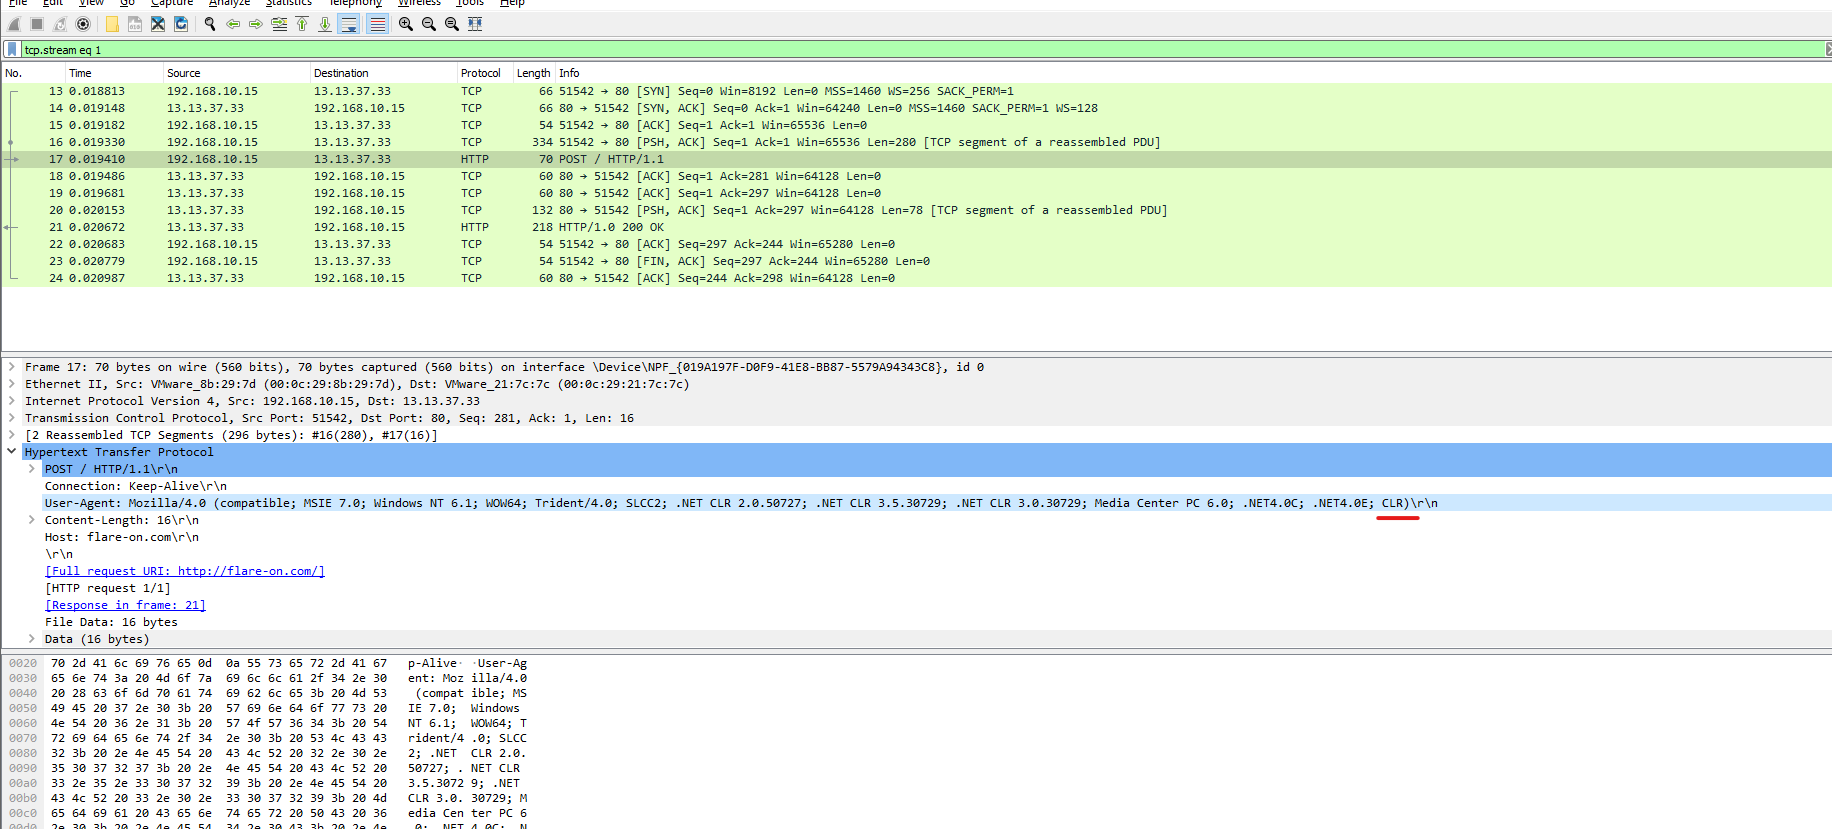 File Edit View Go Capture Analyze Statistics Telephony Wireless Tools Help
tcp.stream eq 1
No. Time Source Destination Protocol Length Info
13 0.018813 192.168.10.15 13.13.37.33 TCP 66 51542 → 80 [SYN] Seq=0 Win=8192 Len=0 MSS=1460 WS=256 SACK_PERM=1
14 0.019148 13.13.37.33 192.168.10.15 TCP 66 80 → 51542 [SYN, ACK] Seq=0 Ack=1 Win=64240 Len=0 MSS=1460 SACK_PERM=1 WS=128
15 0.019182 192.168.10.15 13.13.37.33 TCP 54 51542 → 80 [ACK] Seq=1 Ack=1 Win=65536 Len=0
16 0.019330 192.168.10.15 13.13.37.33 TCP 334 51542 → 80 [PSH, ACK] Seq=1 Ack=1 Win=65536 Len=280 [TCP segment of a reassembled PDU]
17 0.019410 192.168.10.15 13.13.37.33 HTTP 70 POST / HTTP/1.1
18 0.019486 13.13.37.33 192.168.10.15 TCP 60 80 → 51542 [ACK] Seq=1 Ack=281 Win=64128 Len=0
19 0.019681 13.13.37.33 192.168.10.15 TCP 60 80 → 51542 [ACK] Seq=1 Ack=297 Win=64128 Len=0
20 0.020153 13.13.37.33 192.168.10.15 TCP 132 80 → 51542 [PSH, ACK] Seq=1 Ack=297 Win=64128 Len=78 [TCP segment of a reassembled PDU]
21 0.020672 13.13.37.33 192.168.10.15 HTTP 218 HTTP/1.0 200 OK
22 0.020683 192.168.10.15 13.13.37.33 TCP 54 51542 → 80 [ACK] Seq=297 Ack=244 Win=65280 Len=0
23 0.020779 192.168.10.15 13.13.37.33 TCP 54 51542 → 80 [FIN, ACK] Seq=297 Ack=244 Win=65280 Len=0
24 0.020987 13.13.37.33 192.168.10.15 TCP 60 80 → 51542 [ACK] Seq=244 Ack=298 Win=64128 Len=0
Frame 17: 70 bytes on wire (560 bits), 70 bytes captured (560 bits) on interface \Device\NPF_{019A197F-D0F9-41E8-BB87-5579A94343C8}, id 0
Ethernet II, Src: VMware_8b:29:7d (00:0c:29:8b:29:7d), Dst: VMware_21:7c:7c (00:0c:29:21:7c:7c)
Internet Protocol Version 4, Src: 192.168.10.15, Dst: 13.13.37.33
Transmission Control Protocol, Src Port: 51542, Dst Port: 80, Seq: 281, Ack: 1, Len: 16
[2 Reassembled TCP Segments (296 bytes): #16(280), #17(16)]
Hypertext Transfer Protocol
POST / HTTP/1.1\r\n
Connection: Keep-Alive\r\n
User-Agent: Mozilla/4.0 (compatible; MSIE 7.0; Windows NT 6.1; WOW64; Trident/4.0; SLCC2; .NET CLR 2.0.50727; .NET CLR 3.5.30729; .NET CLR 3.0.30729; Media Center PC 6.0; .NET4.0C; .NET4.0E; CLR)\r\n
Content-Length: 16\r\n
Host: flare-on.com\r\n
\r\n
[Full request URI: http://flare-on.com/]
[HTTP request 1/1]
[Response in frame: 21]
File Data: 16 bytes
Data (16 bytes)
0020 70 2d 41 6c 69 76 65 0d 0a 55 73 65 72 2d 41 67 p-Alive· ·User-Ag
0030 65 6e 74 3a 20 4d 6f 7a 69 6c 6c 61 2f 34 2e 30 ent: Moz illa/4.0
0040 20 28 63 6f 6d 70 61 74 69 62 6c 65 3b 20 4d 53 (compat ible; MS
0050 49 45 20 37 2e 30 3b 20 57 69 6e 64 6f 77 73 20 IE 7.0; Windows
0060 4e 54 20 36 2e 31 3b 20 57 4f 57 36 34 3b 20 54 NT 6.1; WOW64; T
0070 72 69 64 65 6e 74 2f 34 2e 30 3b 20 53 4c 43 43 rident/4 .0; SLCC
0080 32 3b 20 2e 4e 45 54 20 43 4c 52 20 32 2e 30 2e 2; .NET CLR 2.0.
0090 35 30 37 32 37 3b 20 2e 4e 45 54 20 43 4c 52 20 50727; . NET CLR
00a0 33 2e 35 2e 33 30 37 32 39 3b 20 2e 4e 45 54 20 3.5.3072 9; .NET
00b0 43 4c 52 20 33 2e 30 2e 33 30 37 32 39 3b 20 4d CLR 3.0. 30729; M
00c0 65 64 69 61 20 43 65 6e 74 65 72 20 50 43 20 36 edia Cen ter PC 6
00d0 2e 30 3b 20 2e 4e 45 54 34 2e 30 43 3b 20 2e 4e .0; .NET 4.0C; .N